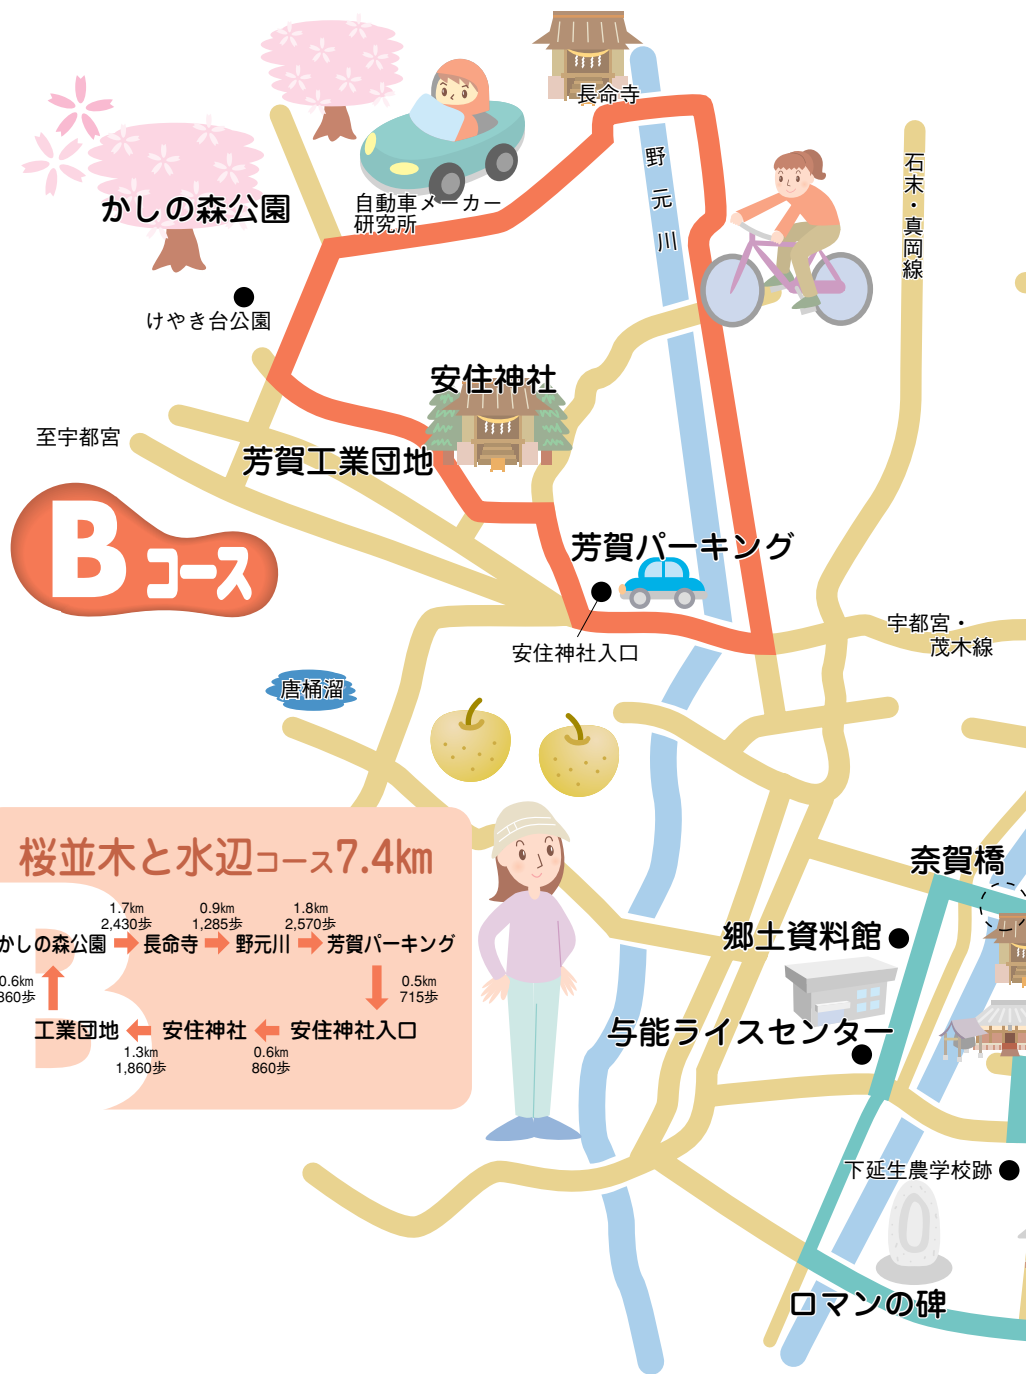 長命寺
野元川
石末・真岡線
自動車メーカー
研究所
かしの森公園
けやき台公園
安住神社
至宇都宮
芳賀工業団地
Bコース
芳賀パーキング
宇都宮・
茂木線
安住神社入口
唐桶溜
桜並木と水辺コース7.4km
1.7km
2,430歩
0.9km
1,285歩
1.8km
2,570歩
かしの森公園 長命寺 野元川 芳賀パーキング
0.6km
860歩
0.5km
715歩
工業団地 安住神社 安住神社入口
1.3km
1,860歩
0.6km
860歩
奈賀橋
郷土資料館
与能ライスセンター
下延生農学校跡
ロマンの碑